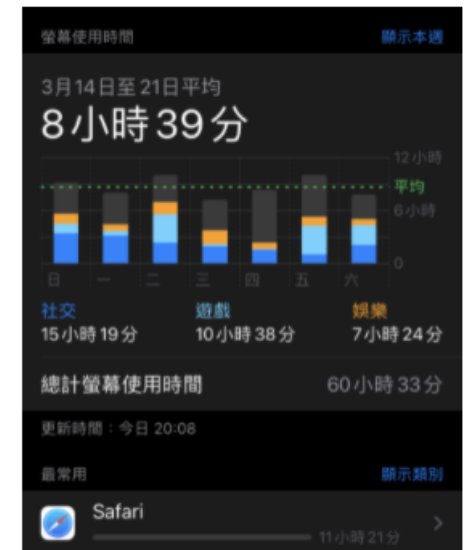 螢幕使用時間 顯示本週
3月14日至21日平均
8小時39分
12小時
平均
6小時
0
日 一 二 三 四 五 六
社交 遊戲 娛樂
15小時19分 10小時38分 7小時24分
總計螢幕使用時間 60小時33分
更新時間：今日 20:08
最常用 顯示類別
Safari
11小時21分